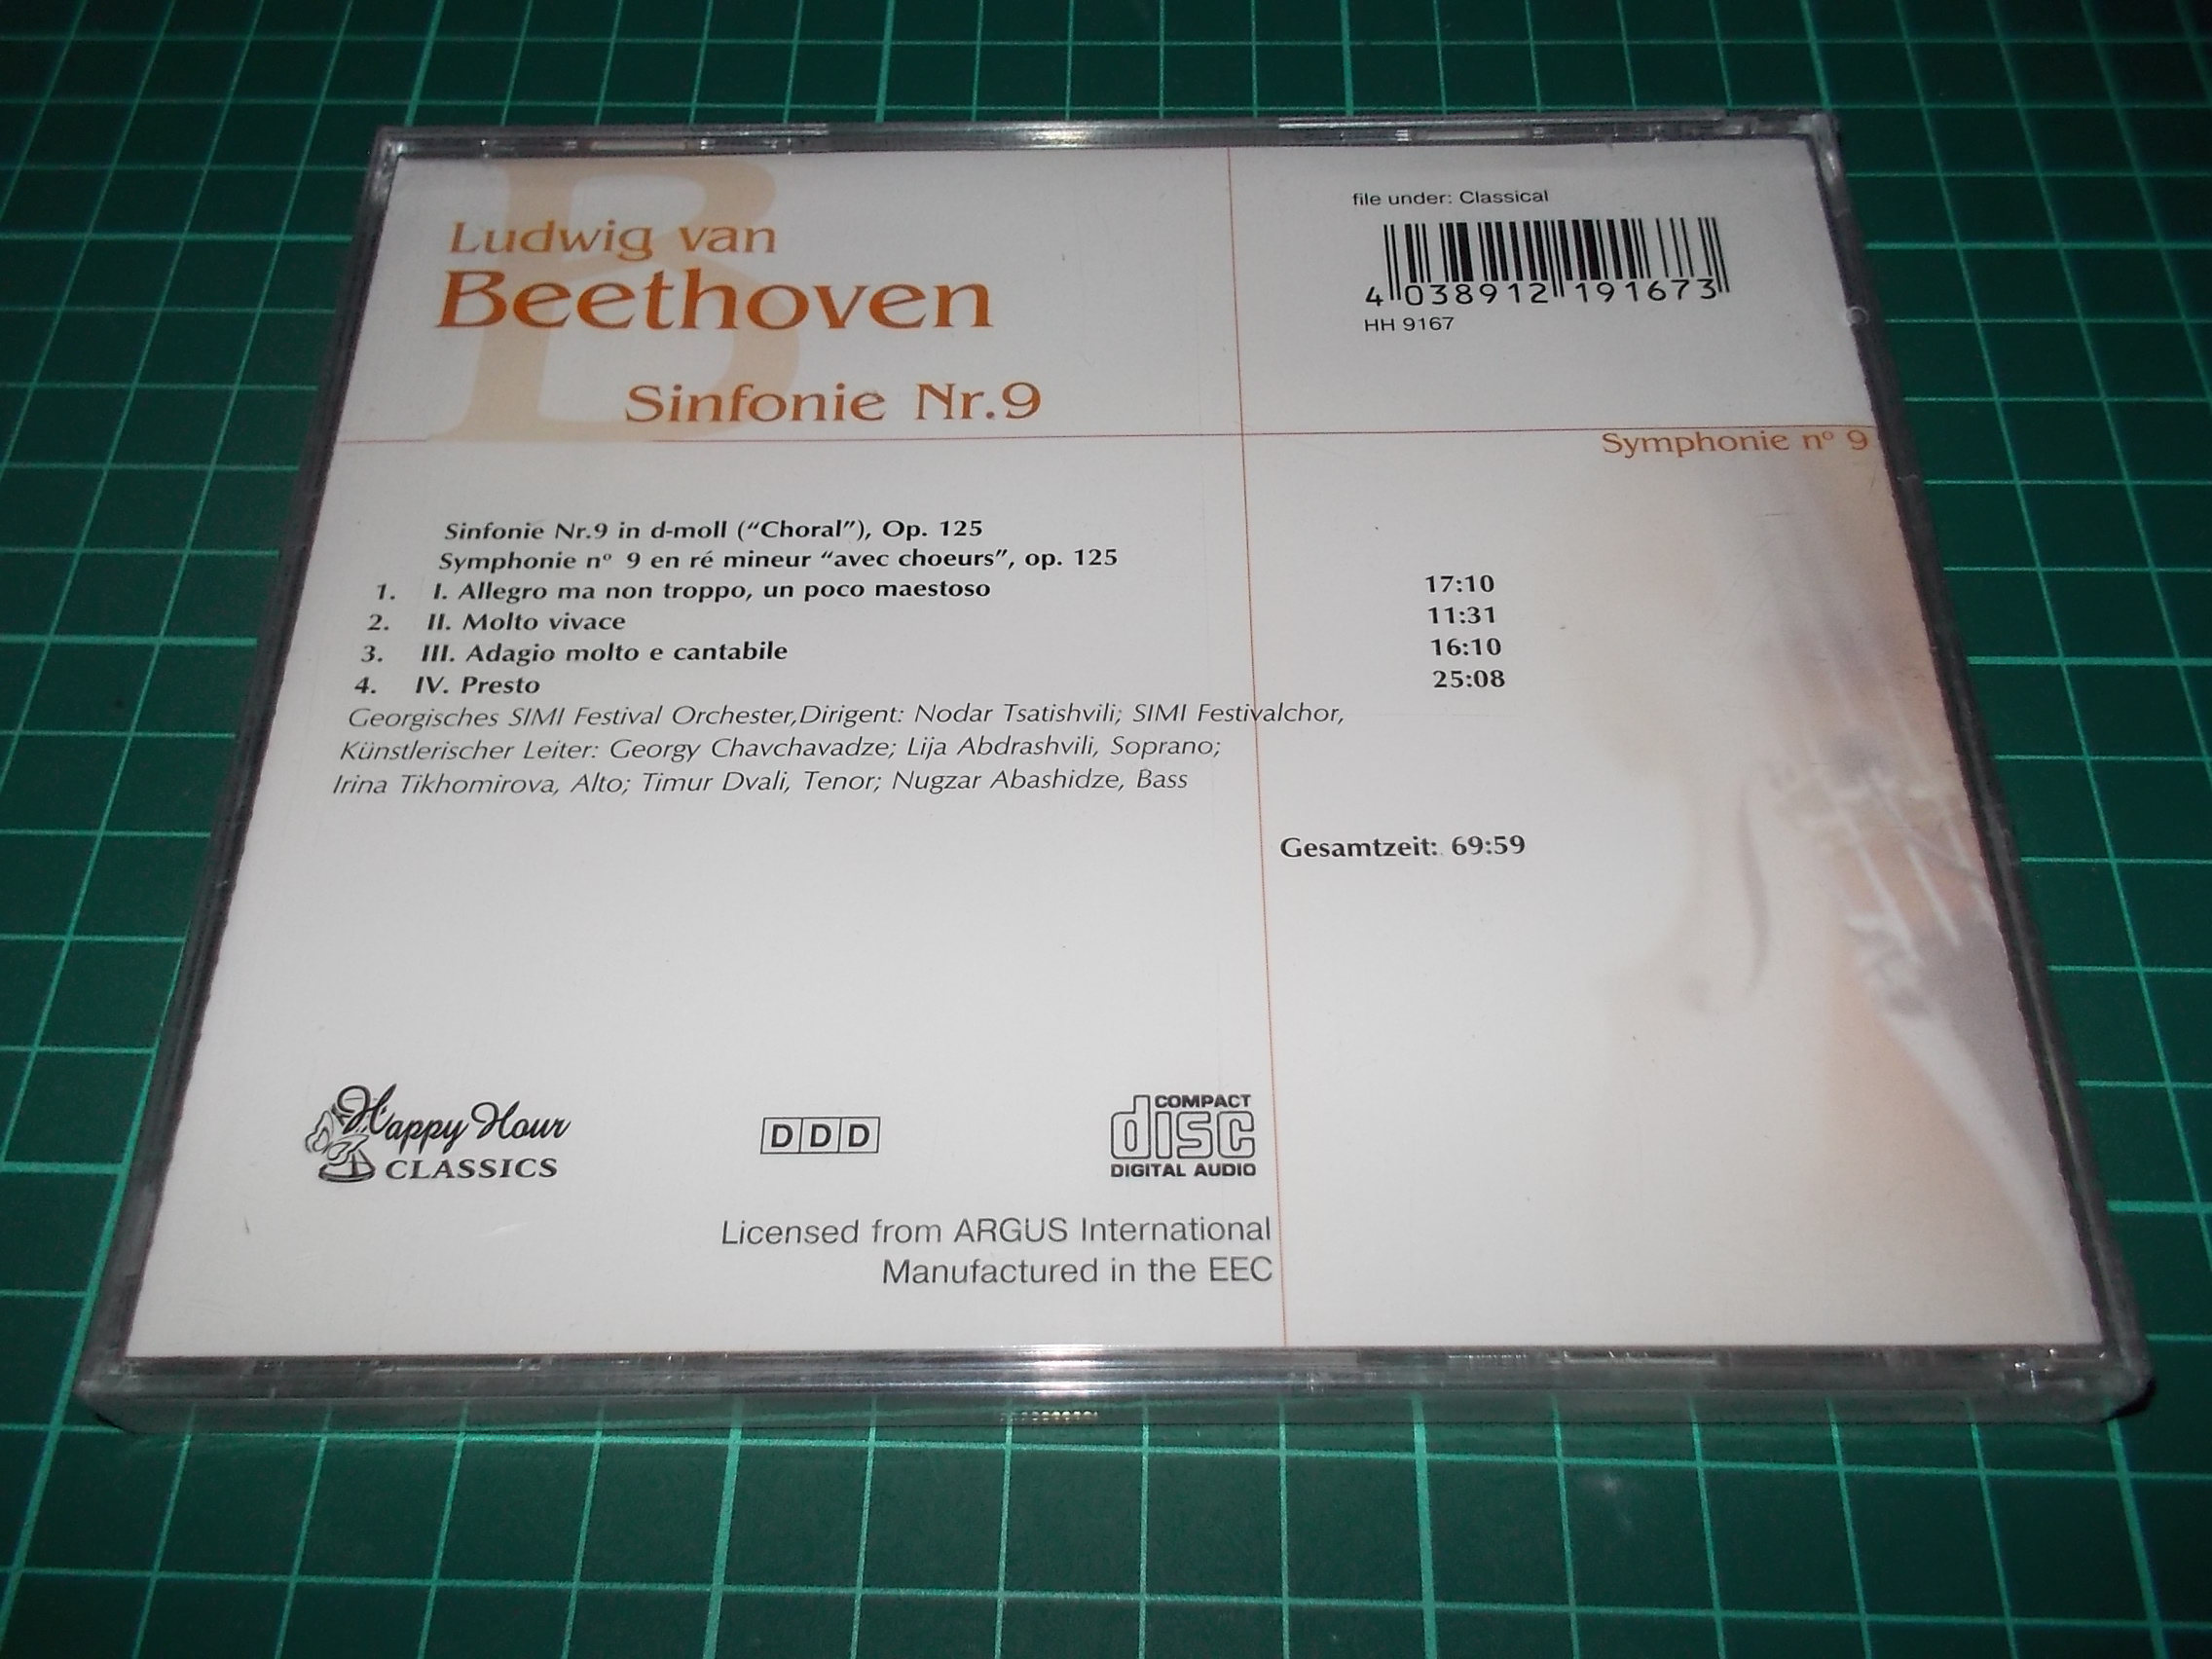 Ludwig van
Beethoven
Sinfonie Nr.9
file under: Classical
4 038912 191673
HH 9167
Symphonie nº 9
Sinfonie Nr.9 in d-moll (“Choral”), Op. 125
Symphonie nº 9 en ré mineur “avec choeurs”, op. 125
1. I. Allegro ma non troppo, un poco maestoso 17:10
2. II. Molto vivace 11:31
3. III. Adagio molto e cantabile 16:10
4. IV. Presto 25:08
Georgisches SIMI Festival Orchester,Dirigent: Nodar Tsatishvili; SIMI Festivalchor,
Künstlerischer Leiter: Georgy Chavchavadze; Lija Abdrashvili, Soprano;
Irina Tikhomirova, Alto; Timur Dvali, Tenor; Nugzar Abashidze, Bass
Gesamtzeit: 69:59
Happy Hour
CLASSICS
DDD
COMPACT
disc
DIGITAL AUDIO
Licensed from ARGUS International
Manufactured in the EEC